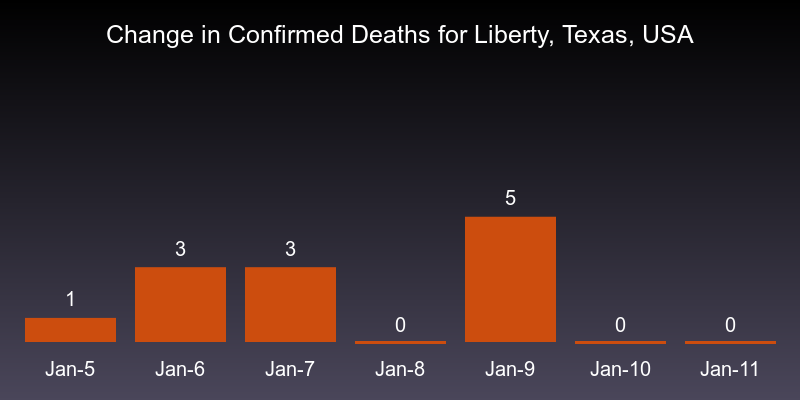 Change in Confirmed Deaths for Liberty, Texas, USA
1
3
3
0
5
0
0
Jan-5
Jan-6
Jan-7
Jan-8
Jan-9
Jan-10
Jan-11